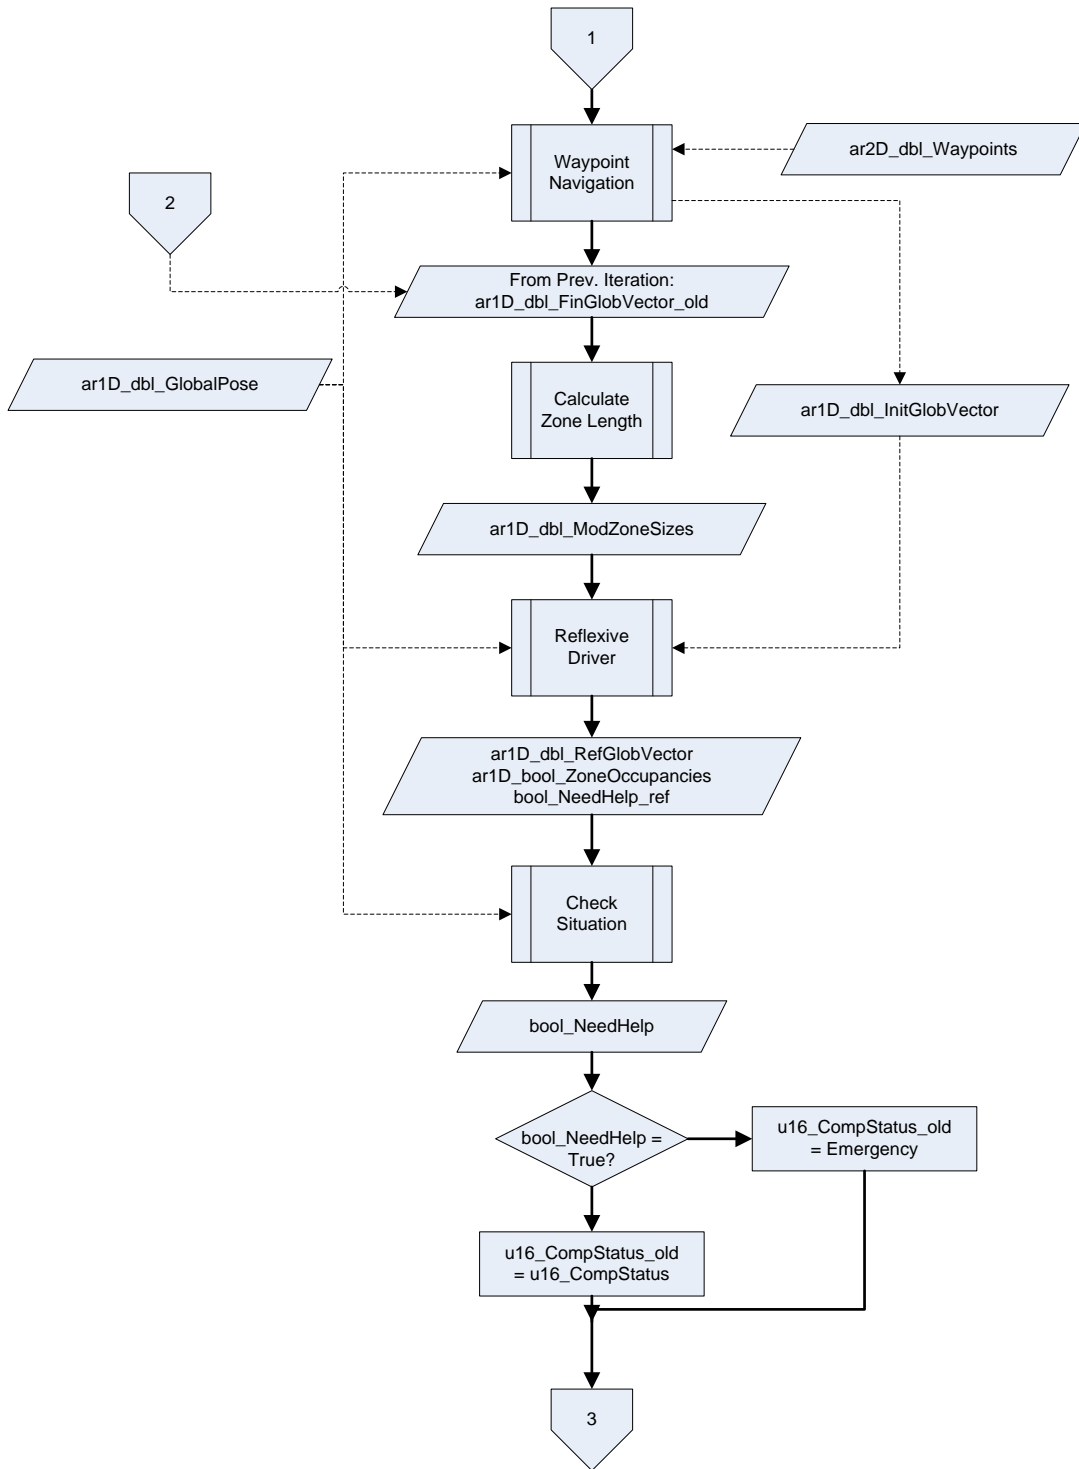 1
Waypoint
Navigation
ar2D_dbl_Waypoints
2
From Prev. Iteration:
ar1D_dbl_FinGlobVector_old
ar1D_dbl_GlobalPose
Calculate
Zone Length
ar1D_dbl_InitGlobVector
ar1D_dbl_ModZoneSizes
Reflexive
Driver
ar1D_dbl_RefGlobVector
ar1D_bool_ZoneOccupancies
bool_NeedHelp_ref
Check
Situation
bool_NeedHelp
bool_NeedHelp =
True?
u16_CompStatus_old
= Emergency
u16_CompStatus_old
= u16_CompStatus
3